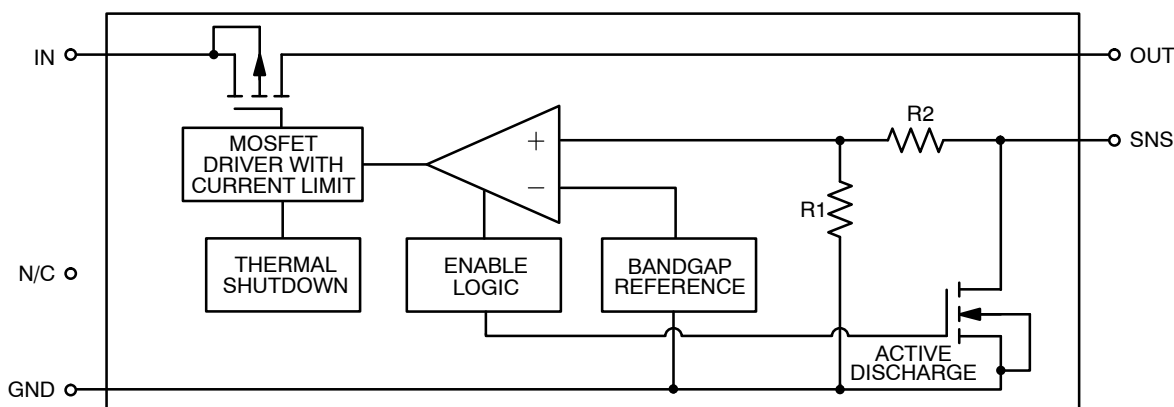 IN
OUT
MOSFET
DRIVER WITH
CURRENT LIMIT
+
−
R2
SNS
R1
THERMAL
SHUTDOWN
ENABLE
LOGIC
BANDGAP
REFERENCE
N/C
ACTIVE
DISCHARGE
GND